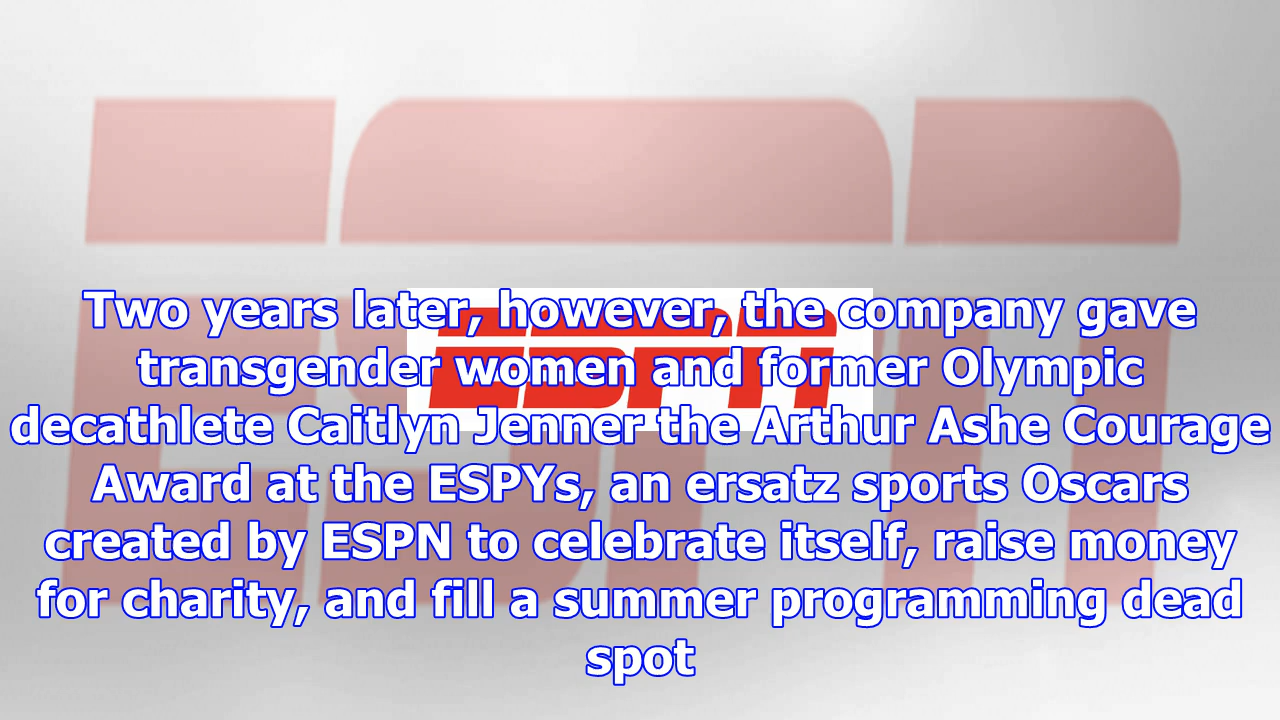 Two years later, however, the company gave
transgender women and former Olympic
decathlete Caitlyn Jenner the Arthur Ashe Courage
Award at the ESPYs, an ersatz sports Oscars
created by ESPN to celebrate itself, raise money
for charity, and fill a summer programming dead
spot
ESPN
ESPN